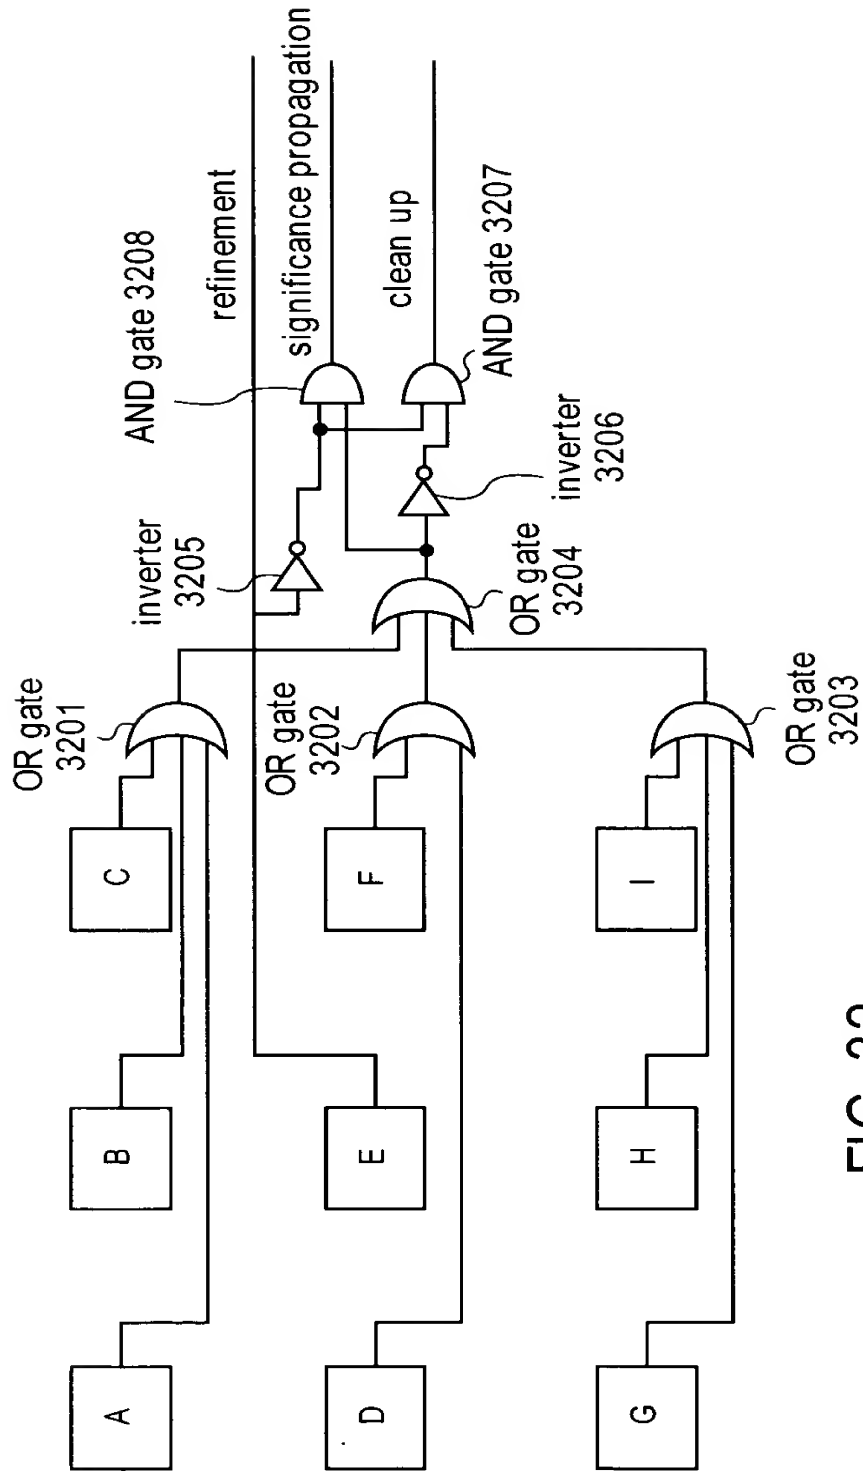 A
B
C
OR gate
3201
D
E
F
OR gate
3202
G
H
I
OR gate
3203
inverter
3205
OR gate
3204
inverter
3206
AND gate 3208
AND gate 3207
refinement
significance propagation
clean up